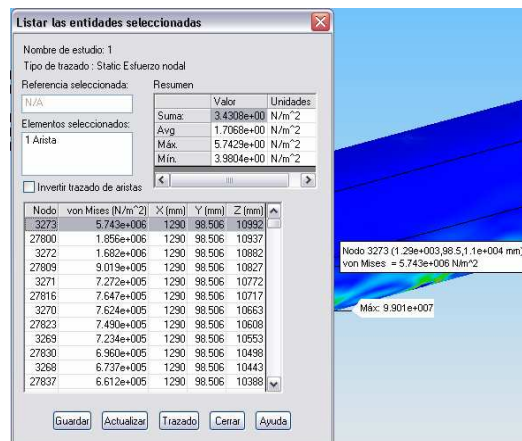 Listar las entidades seleccionadas
Nombre de estudio: 1
Tipo de trazado : Static Esfuerzo nodal
Referencia seleccionada:
N/A
Elementos seleccionados:
1 Arista
Invertir trazado de aristas
Resumen
Valor Unidades
Suma: 3.4308e+00 N/m^2
Avg 1.7068e+00 N/m^2
Máx. 5.7429e+00 N/m^2
Mín. 3.9804e+00 N/m^2
Nodo von Mises (N/m^2) X (mm) Y (mm) Z (mm)
3273 5.743e+006 1290 98.506 10992
27800 1.856e+006 1290 98.506 10937
3272 1.682e+006 1290 98.506 10882
27809 9.019e+005 1290 98.506 10827
3271 7.272e+005 1290 98.506 10772
27816 7.647e+005 1290 98.506 10717
3270 7.624e+005 1290 98.506 10663
27823 7.490e+005 1290 98.506 10608
3269 7.234e+005 1290 98.506 10553
27830 6.960e+005 1290 98.506 10498
3268 6.737e+005 1290 98.506 10443
27837 6.612e+005 1290 98.506 10388
Guardar Actualizar Trazado Cerrar Ayuda
Nodo 3273 (1.29e+003,98.5,1.1e+004 mm)
von Mises = 5.743e+006 N/m^2
Máx: 9.901e+007